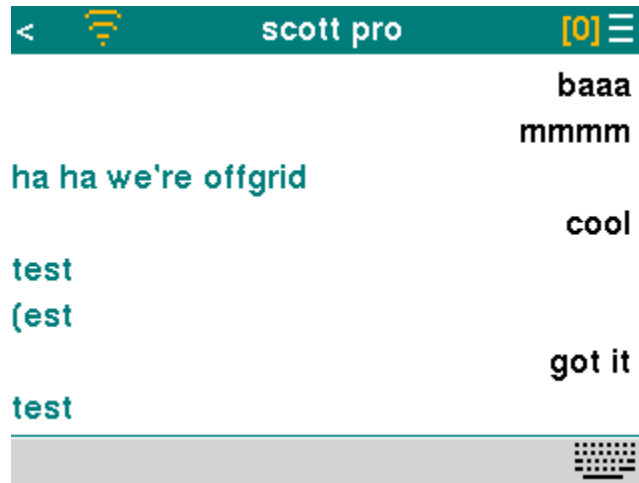 < scott pro [0]
baaa
mmmm
ha ha we're offgrid
cool
test
(est
got it
test